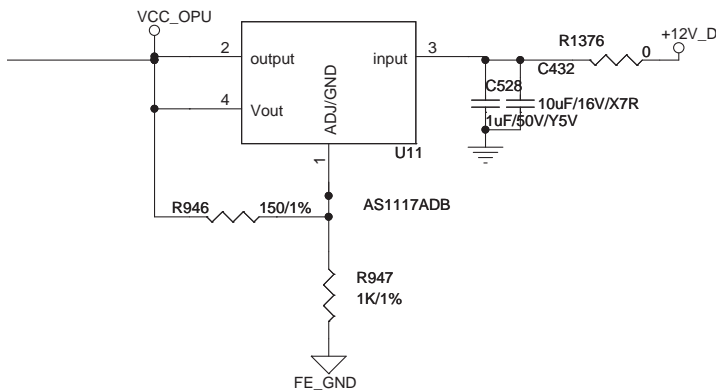 VCC_OPU
+12V_D
R1376
0
2
output
input
3
4
Vout
ADJ/GND
C528
C432
10uF/16V/X7R
1uF/50V/Y5V
1
U11
R946
150/1%
AS1117ADB
R947
1K/1%
FE_GND